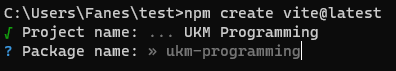 C:\Users\Fanes\test>npm create vite@latest
√ Project name: ... UKM Programming
? Package name: » ukm-programming